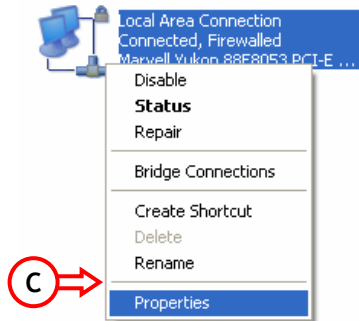 Local Area Connection
Connected, Firewalled
Marvell Yukon 88E8053 PCI-E ...
Disable
Status
Repair
Bridge Connections
Create Shortcut
Delete
Rename
C
Properties